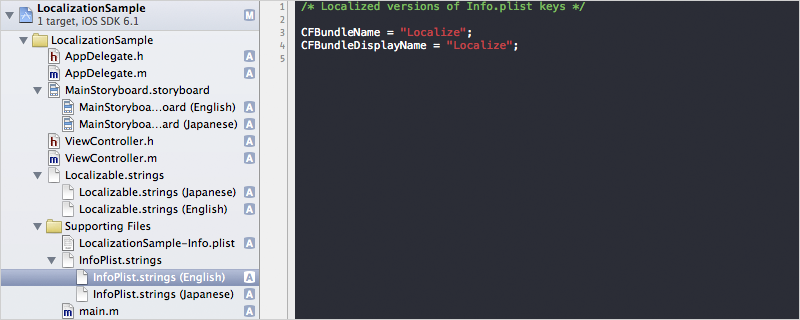 LocalizationSample M
1 target, iOS SDK 6.1
LocalizationSample
AppDelegate.h A
AppDelegate.m A
MainStoryboard.storyboard
MainStoryboa...oard (English) A
MainStoryboa...ard (Japanese) A
ViewController.h A
ViewController.m A
Localizable.strings
Localizable.strings (Japanese) A
Localizable.strings (English) A
Supporting Files
LocalizationSample-Info.plist A
InfoPlist.strings
InfoPlist.strings (English) A
InfoPlist.strings (Japanese) A
main.m A
1 /* Localized versions of Info.plist keys */
2
3 CFBundleName = "Localize";
4 CFBundleDisplayName = "Localize";
5